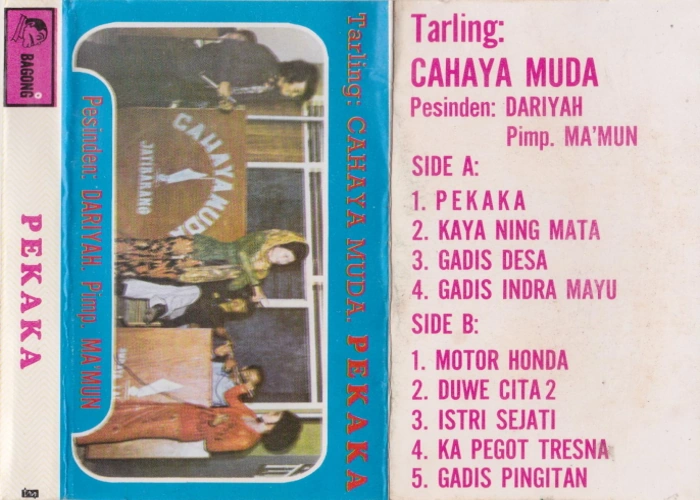 BAGONG
PEKAKA
Tarling: CAHAYA MUDA. PEKAKA
CAHAYA MUDA
JATIBARANG
Pesinden: DARIYAH. Pimp. MA'MUN
Tarling:
CAHAYA MUDA
Pesinden: DARIYAH
Pimp. MA'MUN
SIDE A:
1. PEKAKA
2. KAYA NING MATA
3. GADIS DESA
4. GADIS INDRA MAYU
SIDE B:
1. MOTOR HONDA
2. DUWE CITA 2
3. ISTRI SEJATI
4. KA PEGOT TRESNA
5. GADIS PINGITAN